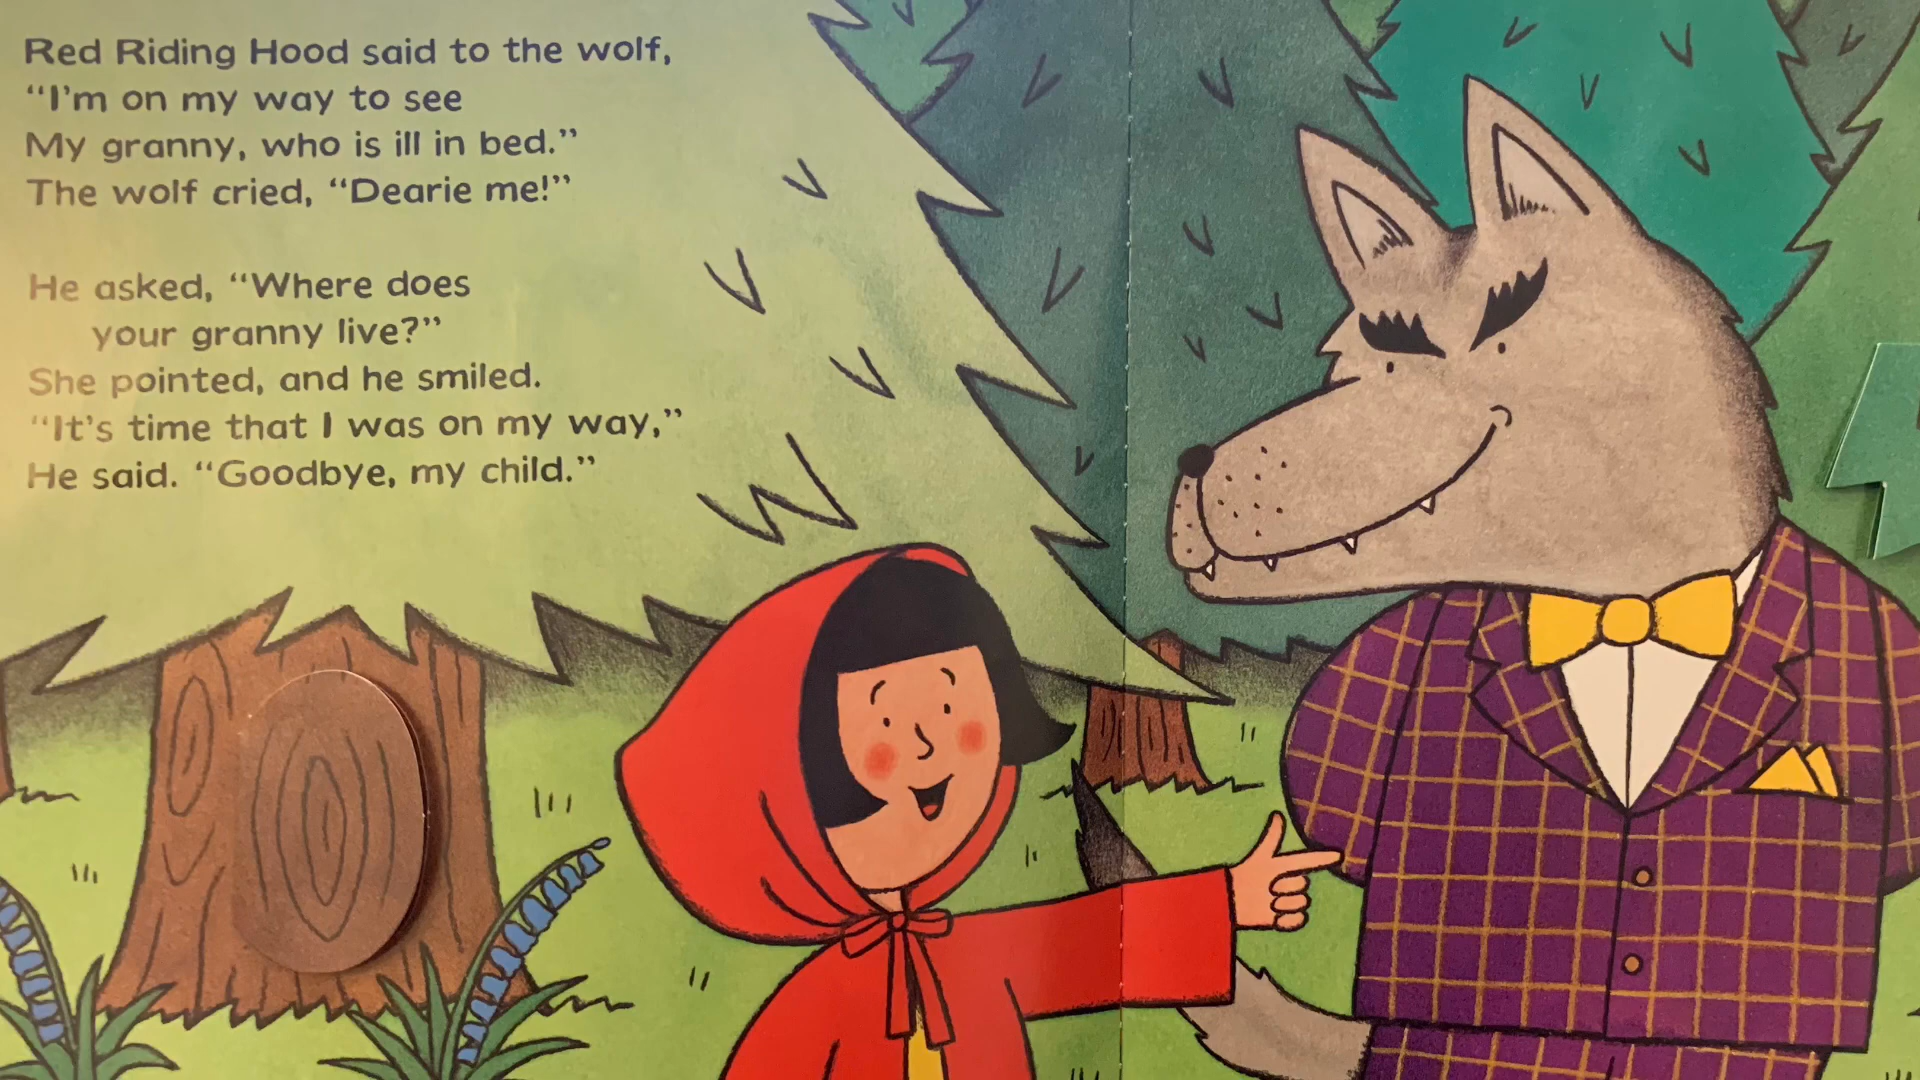 Red Riding Hood said to the wolf,
“I’m on my way to see
My granny, who is ill in bed.”
The wolf cried, “Dearie me!”
He asked, “Where does
your granny live?”
She pointed, and he smiled.
“It’s time that I was on my way,”
He said. “Goodbye, my child.”